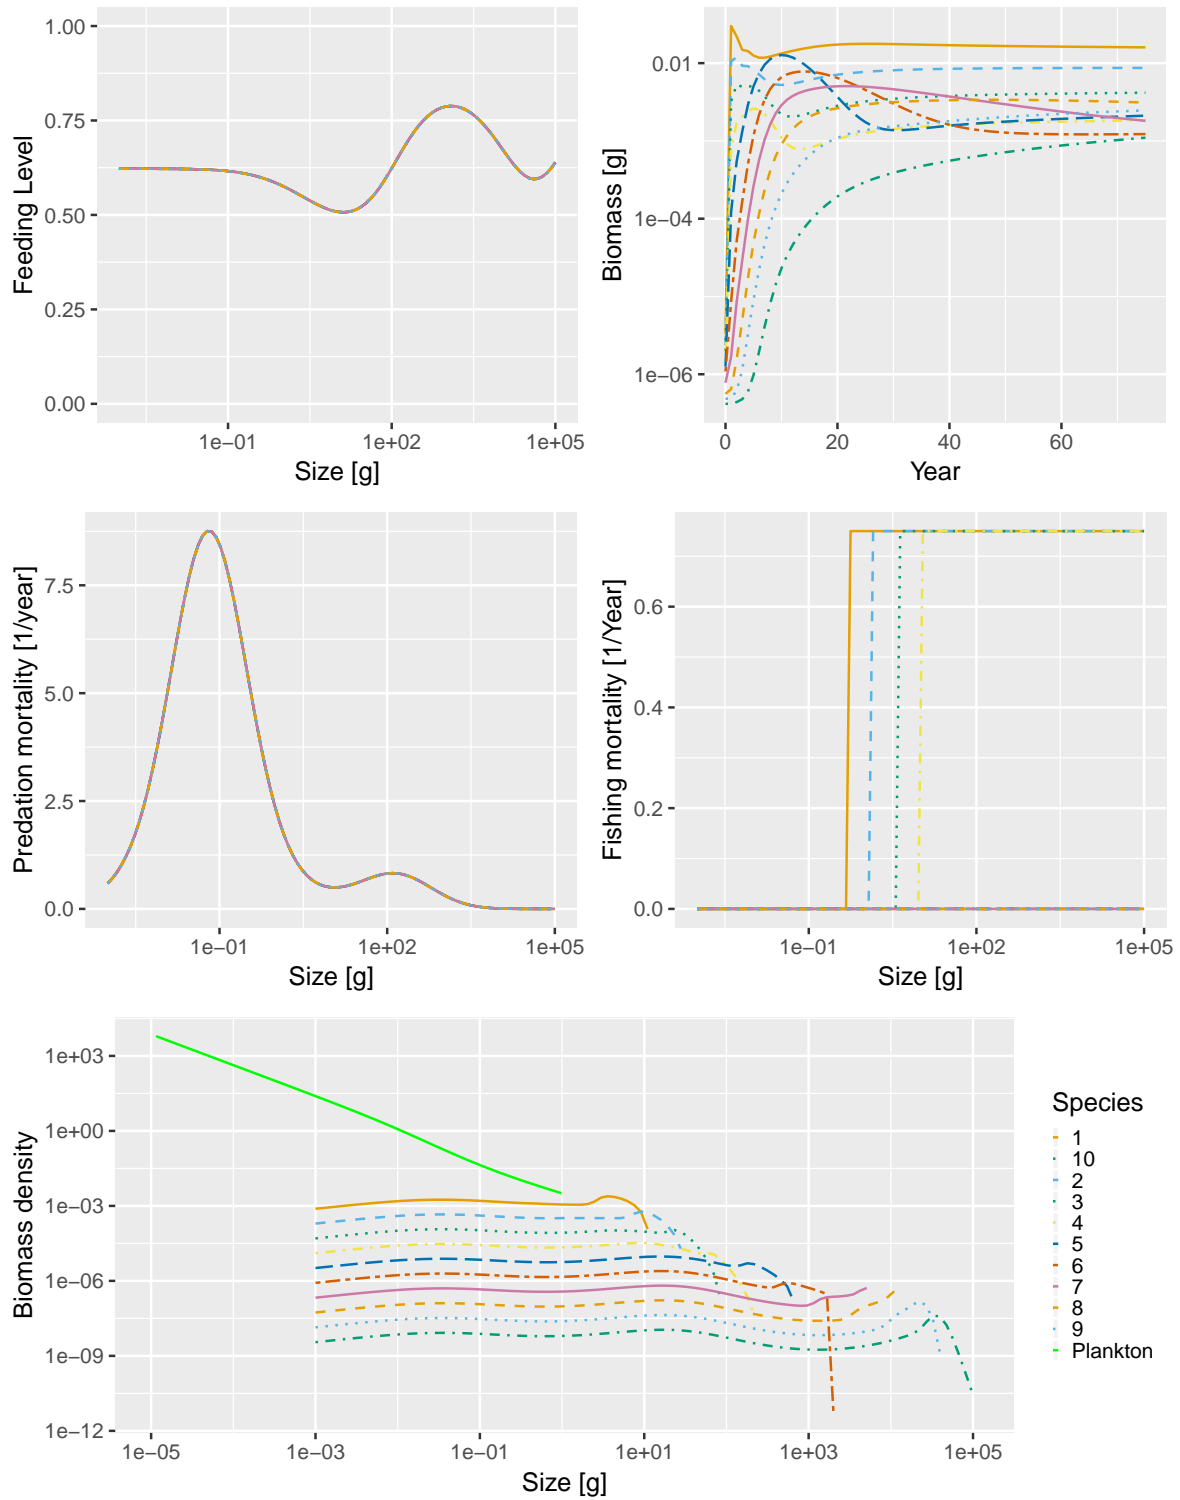 1.00
0.75
0.50
0.25
0.00
Feeding Level
1e−01
1e+02
1e+05
Size [g]
0.01
1e−04
1e−06
Biomass [g]
0
20
40
60
Year
7.5
5.0
2.5
0.0
Predation mortality [1/year]
1e−01
1e+02
1e+05
Size [g]
0.6
0.4
0.2
0.0
Fishing mortality [1/Year]
1e−01
1e+02
1e+05
Size [g]
1e+03
1e+00
1e−03
1e−06
1e−09
1e−12
Biomass density
1e−05
1e−03
1e−01
1e+01
1e+03
1e+05
Size [g]
Species
1
10
2
3
4
5
6
7
8
9
Plankton